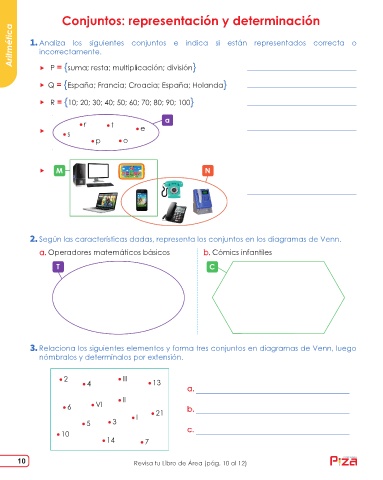 Conjuntos: representación y determinación
Aritmética
1. Analiza los siguientes conjuntos e indica si están representados correcta o
incorrectamente.
P = {suma; resta; multiplicación; división}
Q = {España; Francia; Croacia; España; Holanda}
R = {10; 20; 30; 40; 50; 60; 70; 80; 90; 100}
a
r t e
s
p o
M N
2. Según las características dadas, representa los conjuntos en los diagramas de Venn.
a. Operadores matemáticos básicos b. Cómics infantiles
T C
3. Relaciona los siguientes elementos y forma tres conjuntos en diagramas de Venn, luego
nómbralos y determínalos por extensión.
2 4 III 13
a.
6 VI II
I 21
b.
5 3
10
c.
14 7
10
Revisa tu Libro de Área (pág. 10 al 12)
Piza